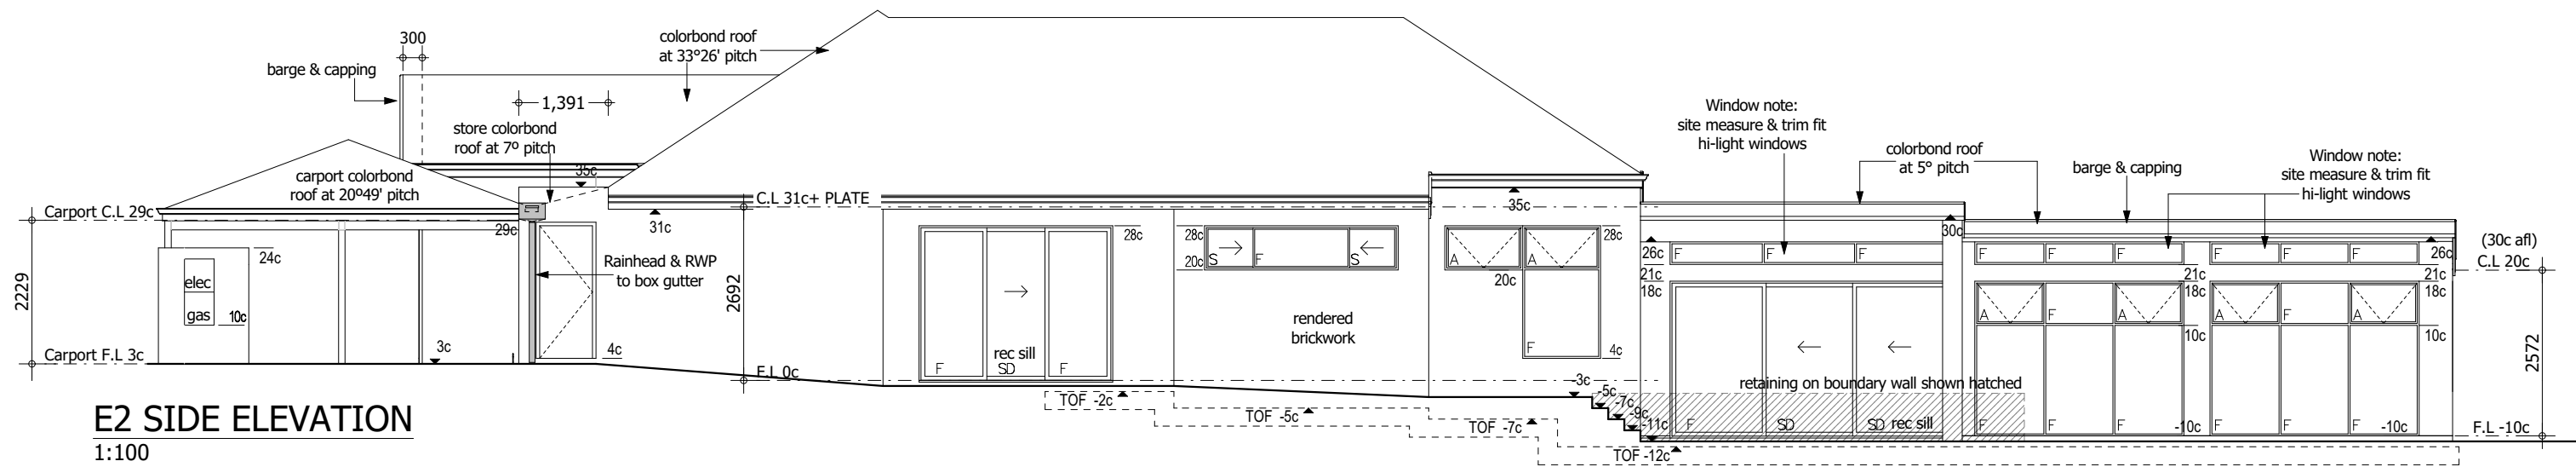 300
barge & capping
colorbond roof
at 33°26' pitch
1,391
store colorbond
roof at 7º pitch
carport colorbond
roof at 20º49' pitch
35c
Carport C.L 29c
29c
31c
C.L 31c+ PLATE
24c
elec
gas
10c
2229
Rainhead & RWP
to box gutter
Carport F.L 3c
3c
4c
2692
F.L 0c
28c
rec sill
F
SD
F
28c
20c
S
F
S
rendered
brickwork
35c
28c
A
A
20c
F
4c
Window note:
site measure & trim fit
hi-light windows
colorbond roof
at 5° pitch
barge & capping
Window note:
site measure & trim fit
hi-light windows
30c
26c
F
F
F
21c
18c
F
F
F
21c
18c
F
F
F
26c
21c
18c
(30c afl)
C.L 20c
A
F
A
10c
A
F
A
10c
2572
retaining on boundary wall shown hatched
-3c
-5c
-7c
-9c
-11c
F
SD
SD
rec sill
F
F
F
-10c
F
F
F
-10c
F.L -10c
TOF -2c
TOF -5c
TOF -7c
TOF -12c
E2 SIDE ELEVATION
1:100